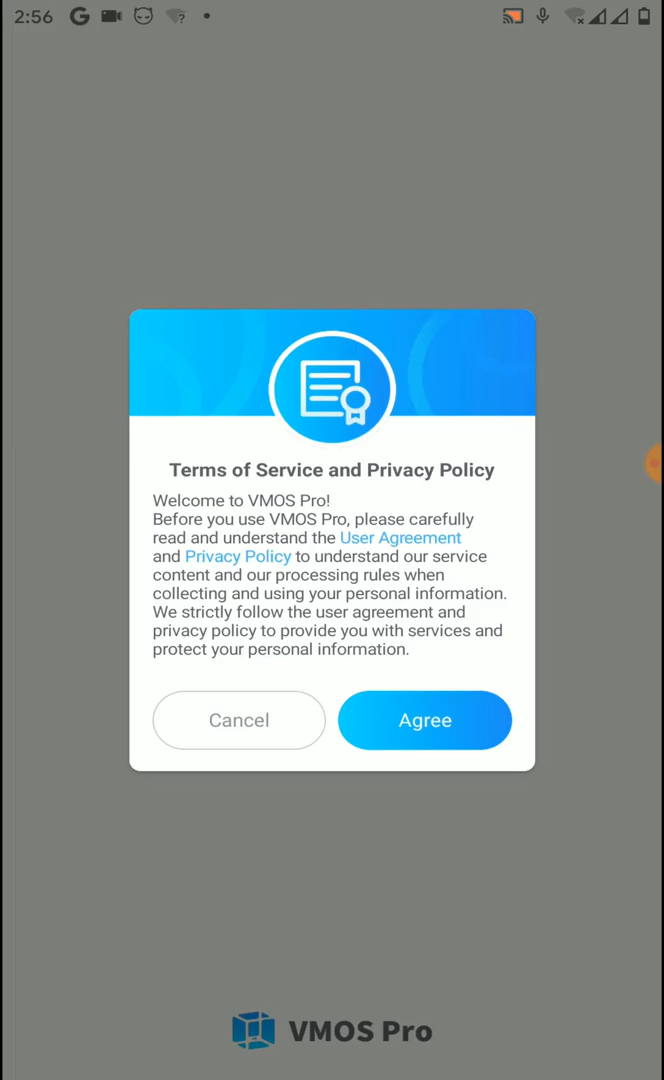 2:56
Terms of Service and Privacy Policy
Welcome to VMOS Pro!
Before you use VMOS Pro, please carefully
read and understand the User Agreement
and Privacy Policy to understand our service
content and our processing rules when
collecting and using your personal information.
We strictly follow the user agreement and
privacy policy to provide you with services and
protect your personal information.
Cancel
Agree
VMOS Pro